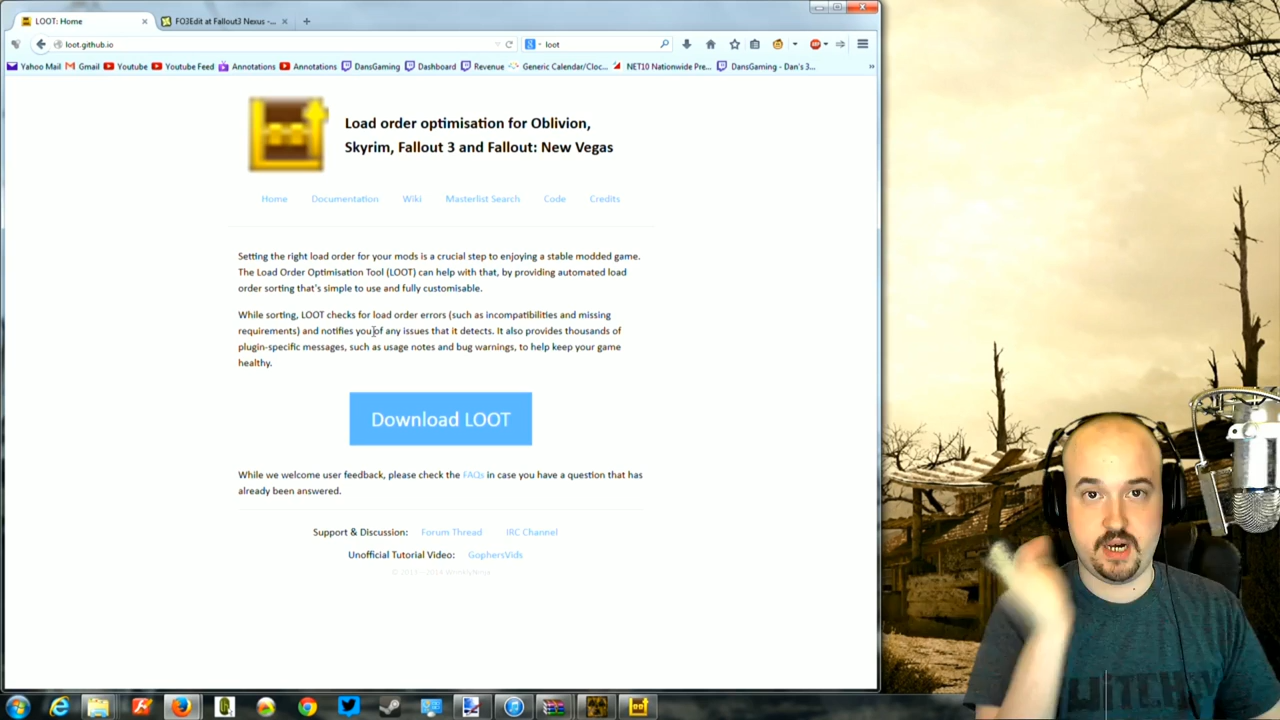 LOOT: Home
FO3Edit at Fallout3 Nexus -...
loot.github.io
loot
Yahoo Mail Gmail Youtube Youtube Feed Annotations Annotations DansGaming Dashboard Revenue Generic Calendar/Cloc... NET10 Nationwide Pre... DansGaming - Dan's 3... »
Load order optimisation for Oblivion,
Skyrim, Fallout 3 and Fallout: New Vegas
Home Documentation Wiki Masterlist Search Code Credits
Setting the right load order for your mods is a crucial step to enjoying a stable modded game.
The Load Order Optimisation Tool (LOOT) can help with that, by providing automated load
order sorting that's simple to use and fully customisable.
While sorting, LOOT checks for load order errors (such as incompatibilities and missing
requirements) and notifies you of any issues that it detects. It also provides thousands of
plugin-specific messages, such as usage notes and bug warnings, to help keep your game
healthy.
Download LOOT
While we welcome user feedback, please check the FAQs in case you have a question that has
already been answered.
Support & Discussion: Forum Thread IRC Channel
Unofficial Tutorial Video: GophersVids
© 2013 - 2014 WrinklyNinja